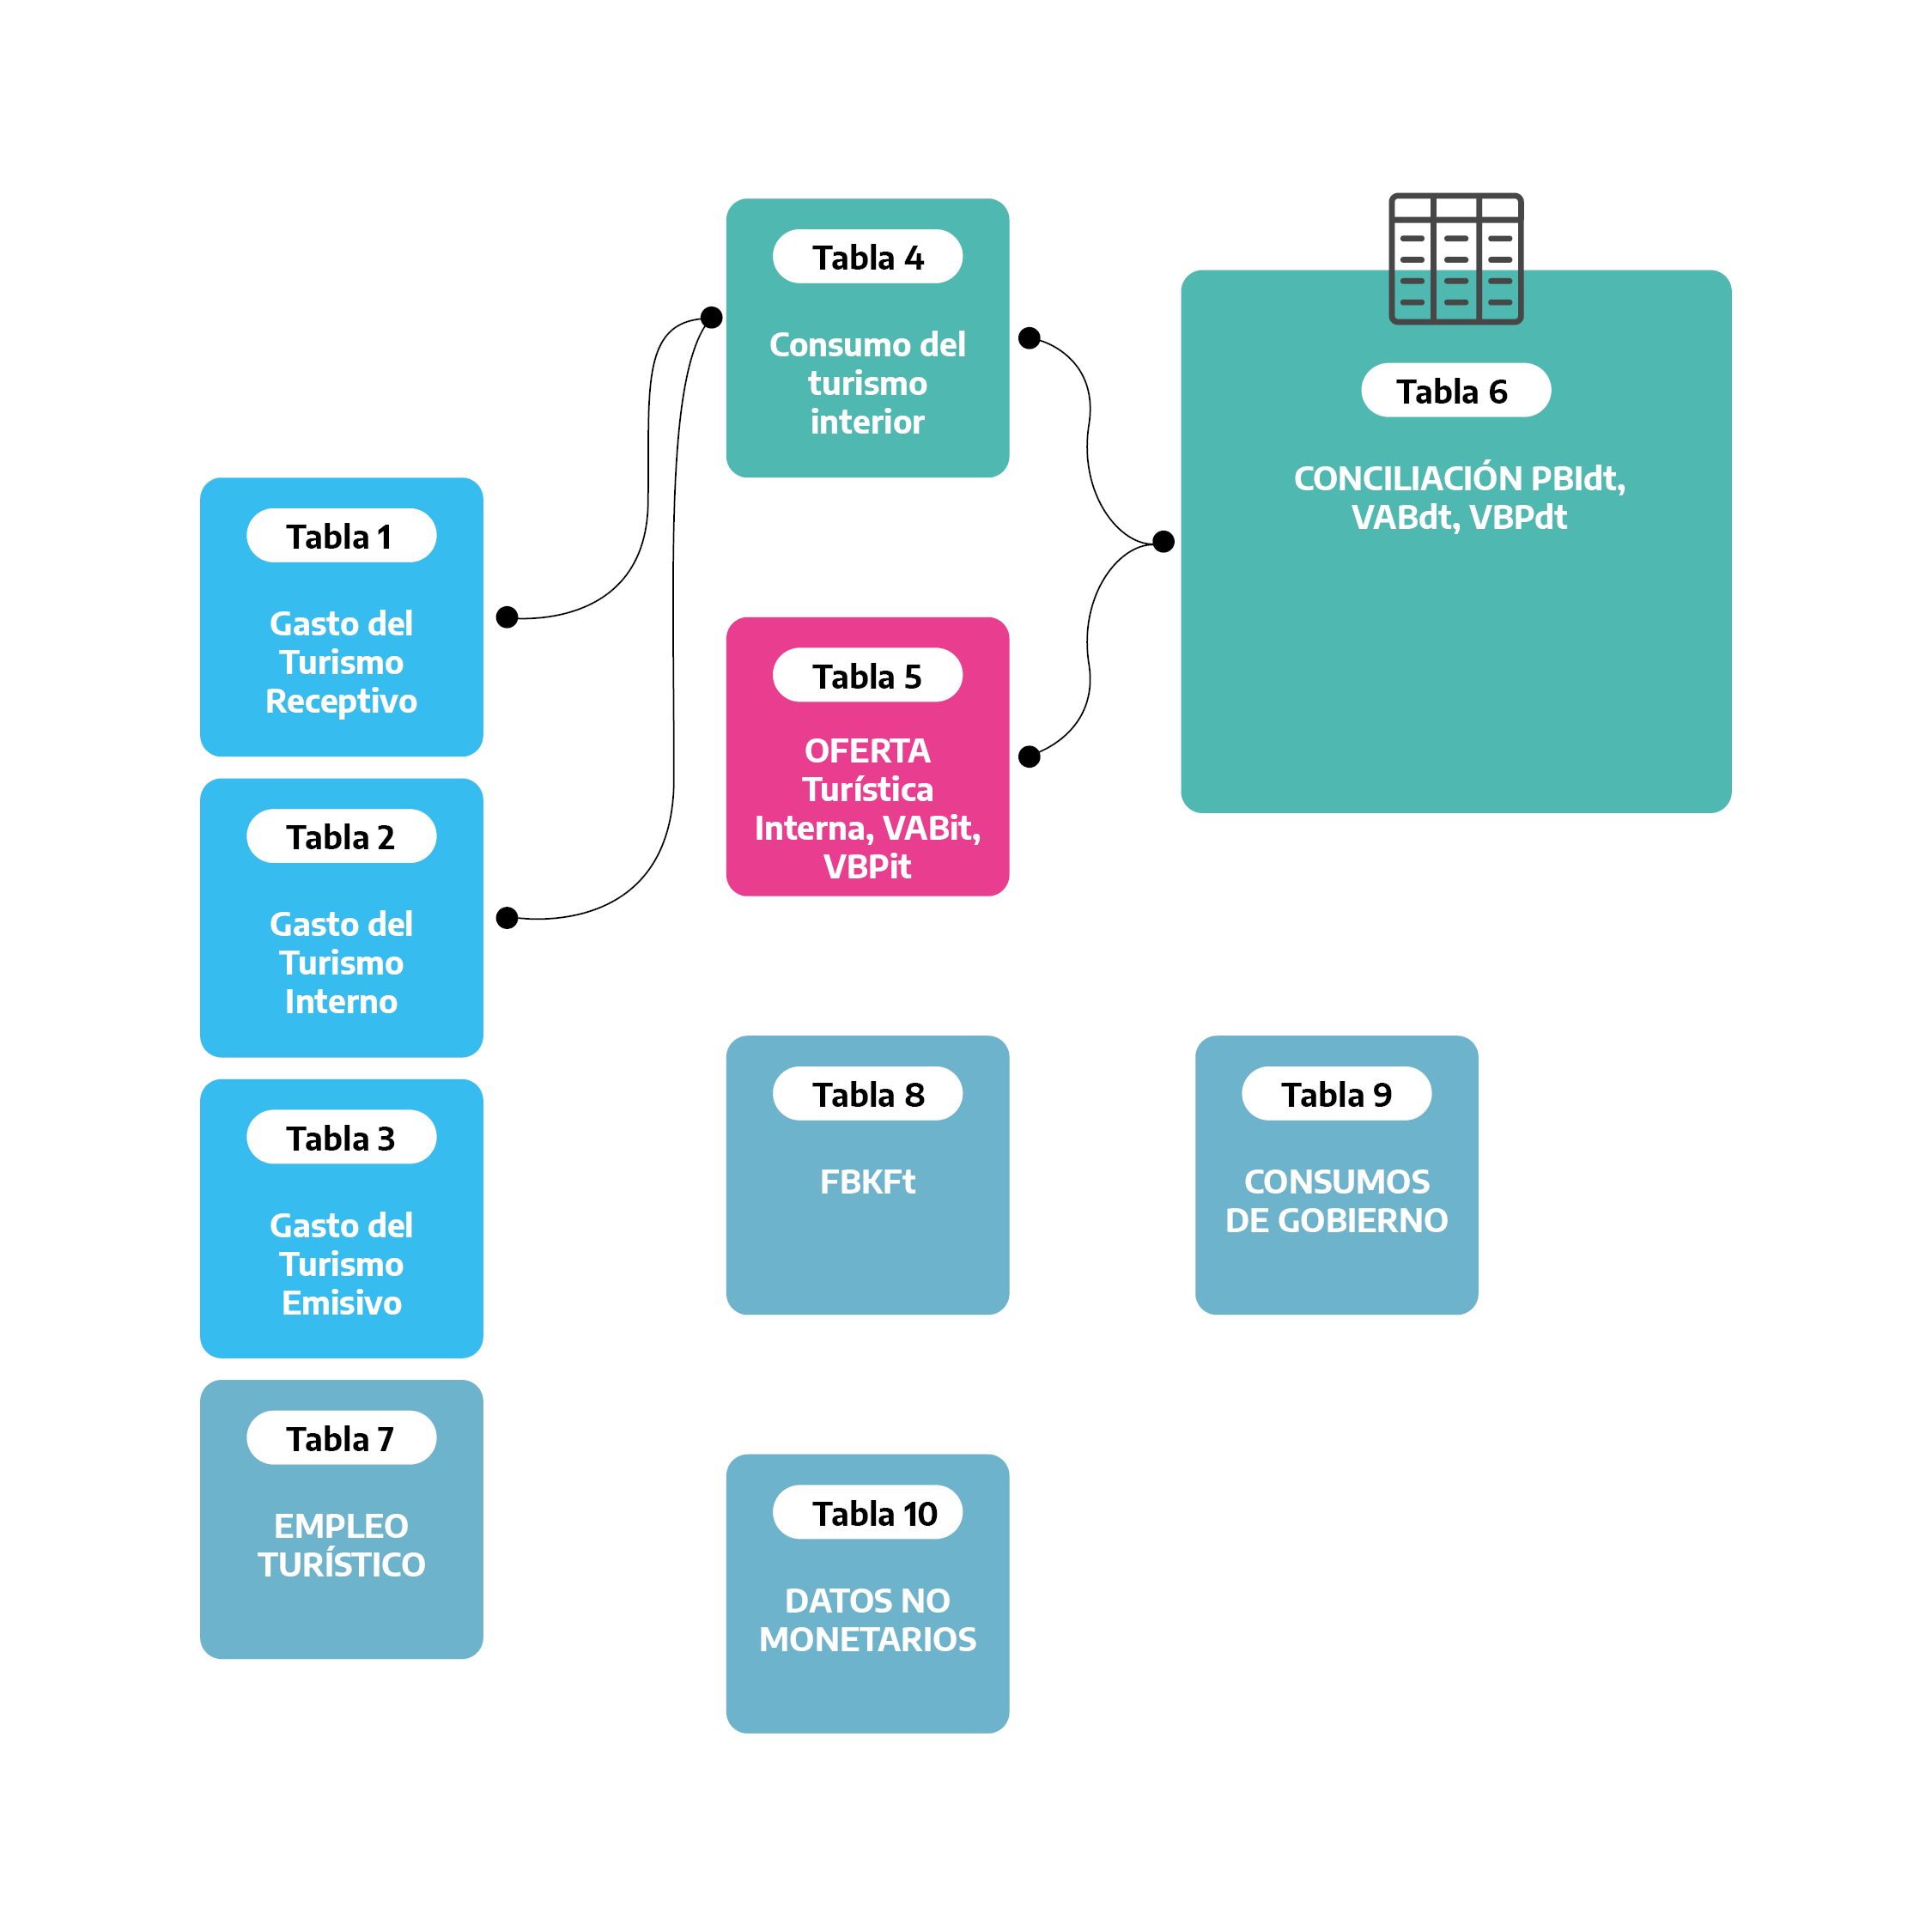 Tabla 1
Gasto del
Turismo
Receptivo
Tabla 2
Gasto del
Turismo
Interno
Tabla 3
Gasto del
Turismo
Emisivo
Tabla 7
EMPLEO
TURÍSTICO
Tabla 4
Consumo del
turismo
interior
Tabla 5
OFERTA
Turística
Interna, VABit,
VBPit
Tabla 8
FBKFt
Tabla 10
DATOS NO
MONETARIOS
Tabla 6
CONCILIACIÓN PBIdt,
VABdt, VBPdt
Tabla 9
CONSUMOS
DE GOBIERNO